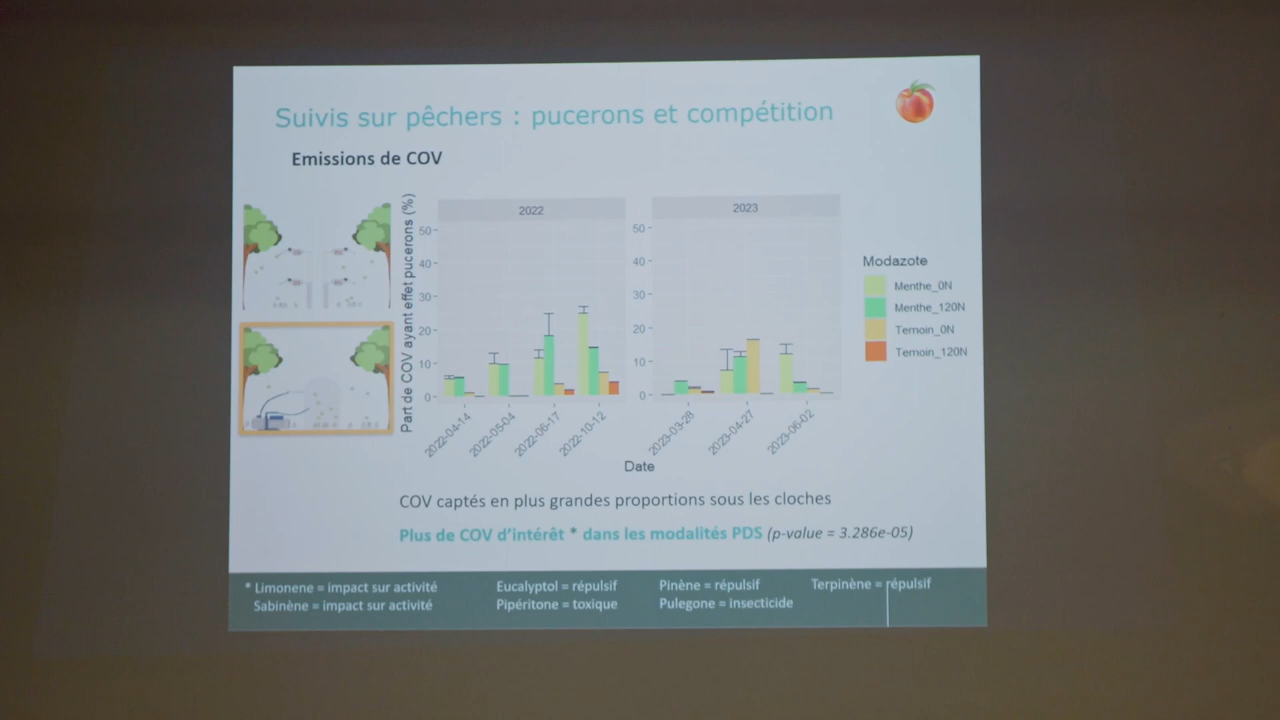 Suivis sur pêchers : pucerons et compétition
Emissions de COV
Part de COV ayant effet pucerons (%)
2022
2023
50
40
30
20
10
0
50
40
30
20
10
0
2022-04-14
2022-05-04
2022-06-17
2022-10-12
2023-03-28
2023-04-27
2023-06-02
Date
Modazote
Menthe_0N
Menthe_120N
Temoin_0N
Temoin_120N
COV captés en plus grandes proportions sous les cloches
Plus de COV d'intérêt * dans les modalités PDS (p-value = 3.286e-05)
* Limonene = impact sur activité
Sabinène = impact sur activité
Eucalyptol = répulsif
Pipéritone = toxique
Pinène = répulsif
Pulegone = insecticide
Terpinène = répulsif